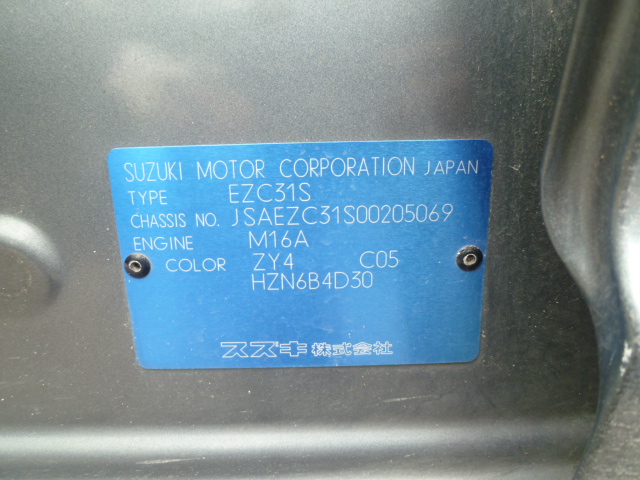 SUZUKI MOTOR CORPORATION JAPAN
TYPE EZC31S
CHASSIS NO. JSAEZC31S00205069
ENGINE M16A
COLOR ZY4 C05
HZN6B4D30
スズキ株式会社